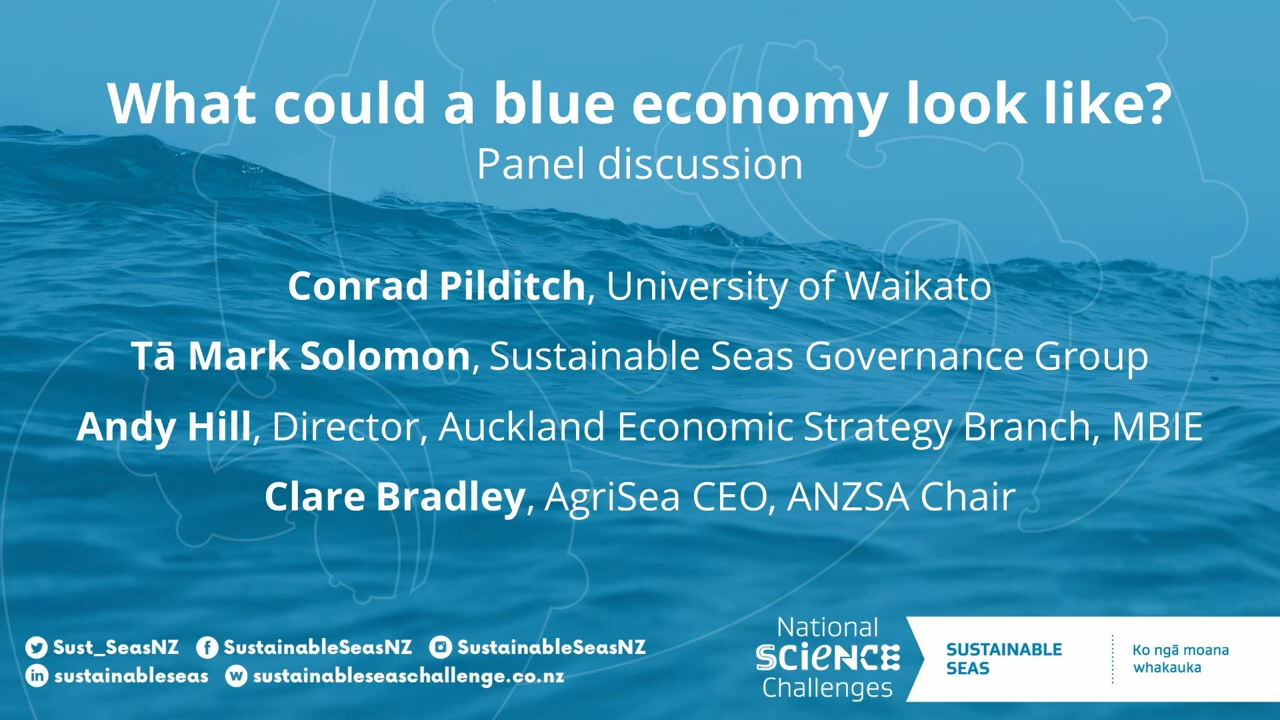 What could a blue economy look like?
Panel discussion
Conrad Pilditch, University of Waikato
Tā Mark Solomon, Sustainable Seas Governance Group
Andy Hill, Director, Auckland Economic Strategy Branch, MBIE
Clare Bradley, AgriSea CEO, ANZSA Chair
Sust_SeasNZ SustainableSeasNZ SustainableSeasNZ
in sustainableseas W sustainableseaschallenge.co.nz
National
SCIENCE
Challenges
SUSTAINABLE
SEAS
Ko ngā moana
whakauka